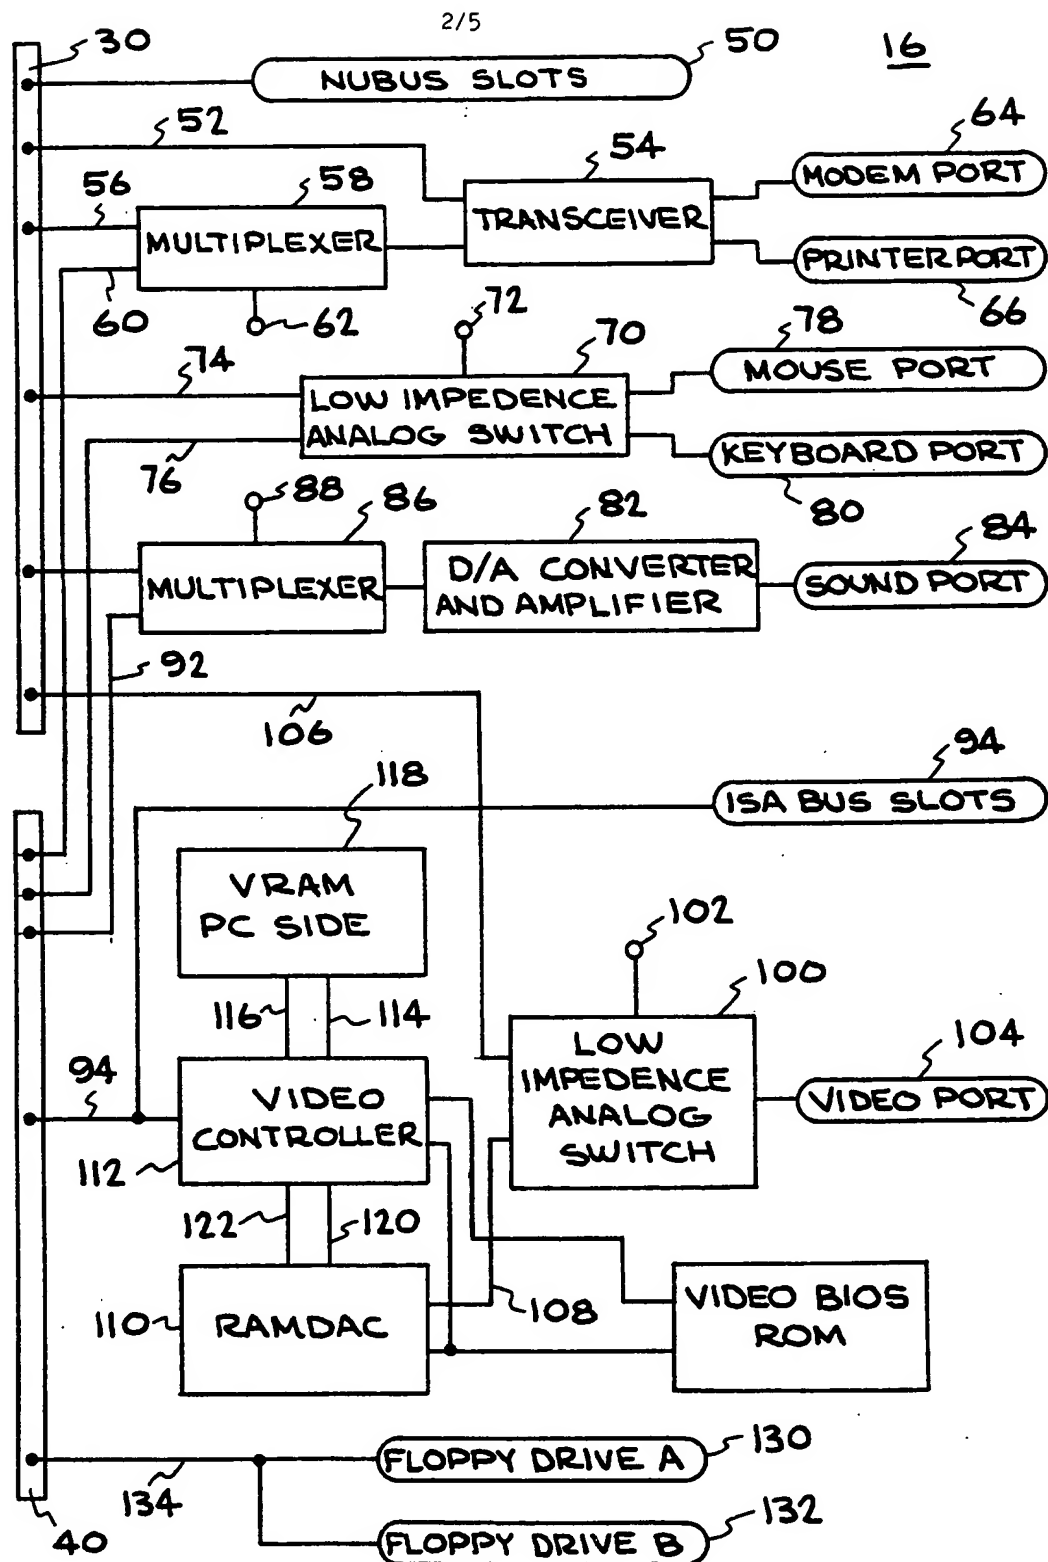 2/5
30
50
16
NUBUS SLOTS
52
54
64
MODEM PORT
56
58
TRANSCEIVER
MULTIPLEXER
PRINTER PORT
60
62
72
66
74
70
78
MOUSE PORT
LOW IMPEDENCE
ANALOG SWITCH
KEYBOARD PORT
76
88
86
82
80
84
D/A CONVERTER
AND AMPLIFIER
MULTIPLEXER
SOUND PORT
92
106
94
118
ISA BUS SLOTS
VRAM
PC SIDE
102
116
114
100
LOW
IMPEDENCE
ANALOG
SWITCH
104
94
VIDEO
CONTROLLER
VIDEO PORT
112
122
120
110
RAMDAC
108
VIDEO BIOS
ROM
FLOPPY DRIVE A
130
134
40
FLOPPY DRIVE B
132